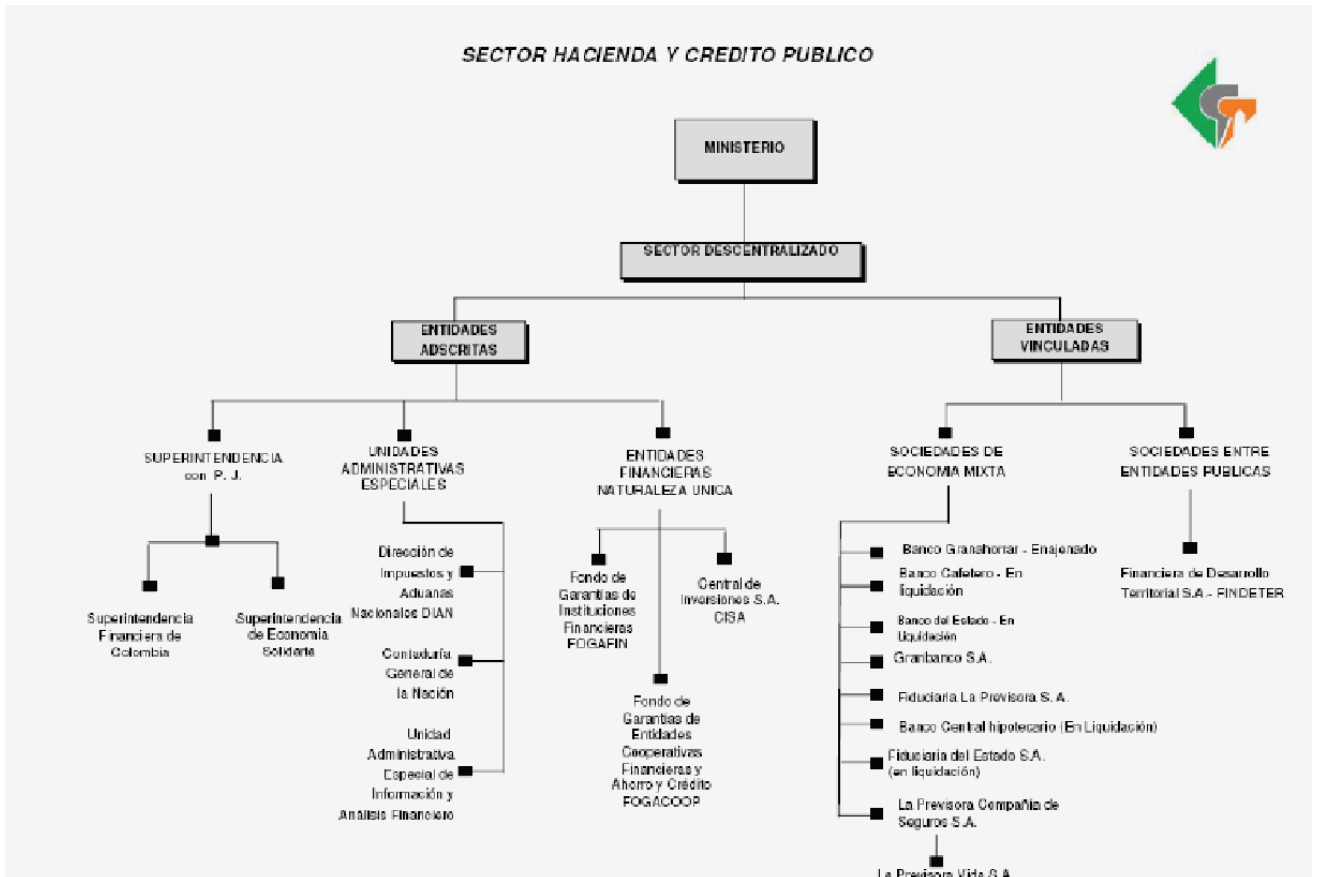 SECTOR HACIENDA Y CREDITO PUBLICO
MINISTERIO
SECTOR DESCENTRALIZADO
ENTIDADES
ADSCRITAS
ENTIDADES
VINCULADAS
SUPERINTENDENCIA
con P. J.
Superintendencia
Financiera de
Colombia
Superintendencia
de Economía
Solidaria
UNIDADES
ADMINISTRATIVAS
ESPECIALES
Dirección de
Impuestos y
Aduanas
Nacionales DIAN
Contaduría
General de
la Nación
Unidad
Administrativa
Especial de
Información y
Análisis Financiero
ENTIDADES
FINANCIERAS
NATURALEZA UNICA
Fondo de
Garantías de
Instituciones
Financieras
FOGAFIN
Central de
Inversiones S.A.
CISA
Fondo de
Garantías de
Entidades
Cooperativas
Financieras y
Ahorro y Crédito
FOGACOOP
SOCIEDADES DE
ECONOMIA MIXTA
Banco Granahorrar - Enajenado
Banco Cafetero - En
liquidación
Banco del Estado - En
Liquidación
Granbanco S.A.
Fiduciaria La Previsora S. A.
Banco Central hipotecario (En Liquidación)
Fiduciaria del Estado S.A.
(en liquidación)
La Previsora Compañía de
Seguros S.A.
La Previsora Vida S.A.
SOCIEDADES ENTRE
ENTIDADES PUBLICAS
Financiera de Desarrollo
Territorial S.A.- FINDETER